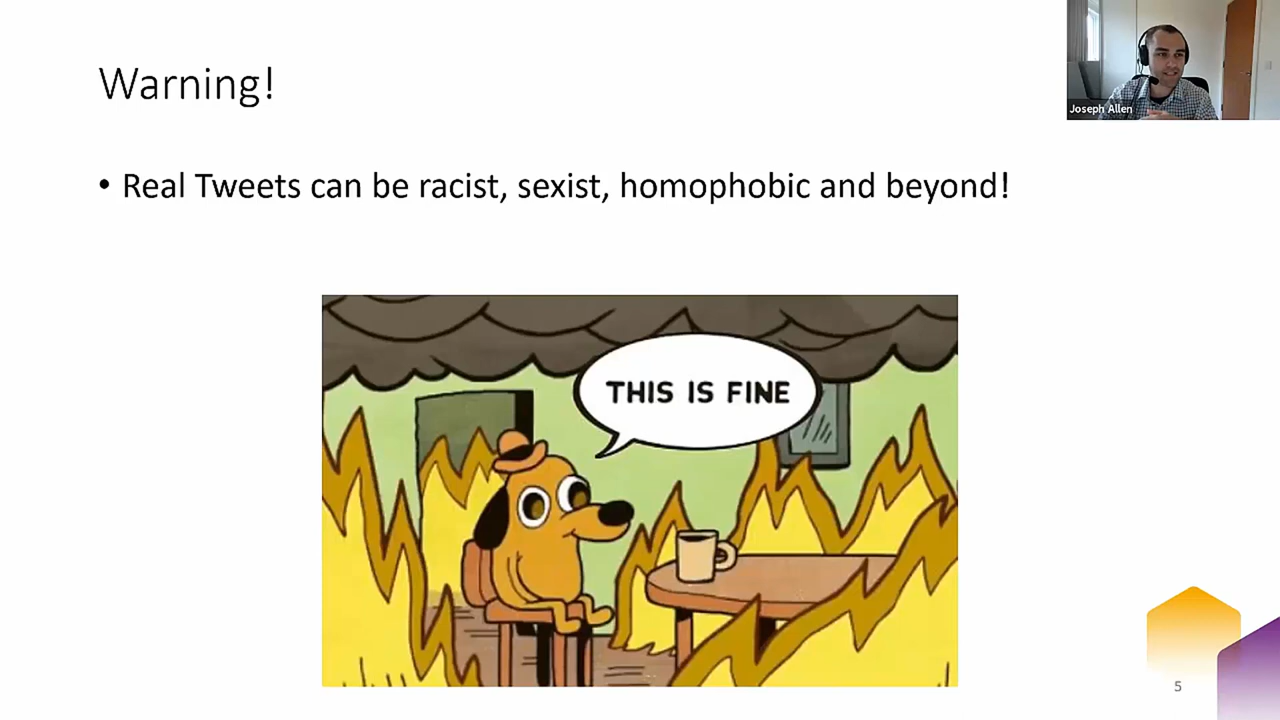 Warning!
Joseph Allen
• Real Tweets can be racist, sexist, homophobic and beyond!
THIS IS FINE
5